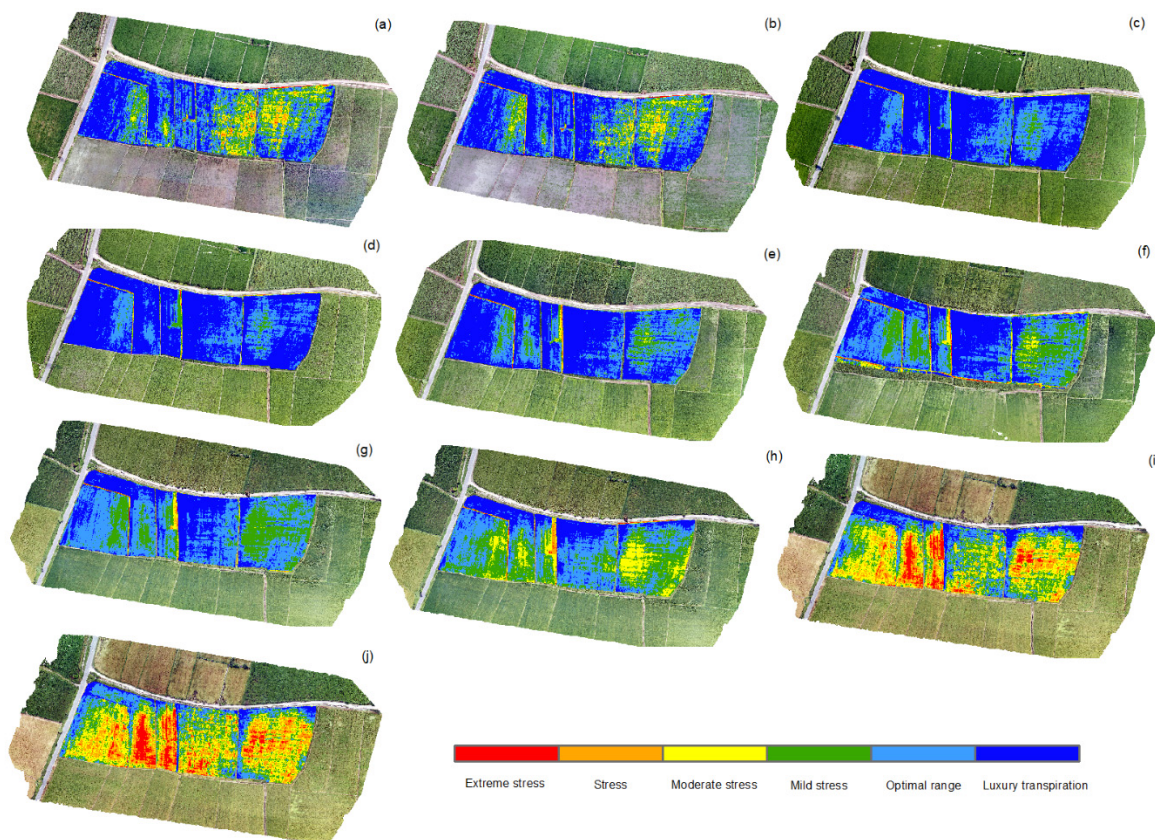 (a)
(b)
(c)
(d)
(e)
(f)
(g)
(h)
(i)
(j)
Extreme stress Stress Moderate stress Mild stress Optimal range Luxury transpiration